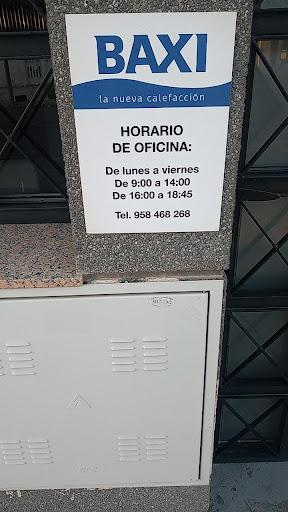 BAXI
la nueva calefacción
HORARIO
DE OFICINA:
De lunes a viernes
De 9:00 a 14:00
De 16:00 a 18:45
Tel. 958 468 268